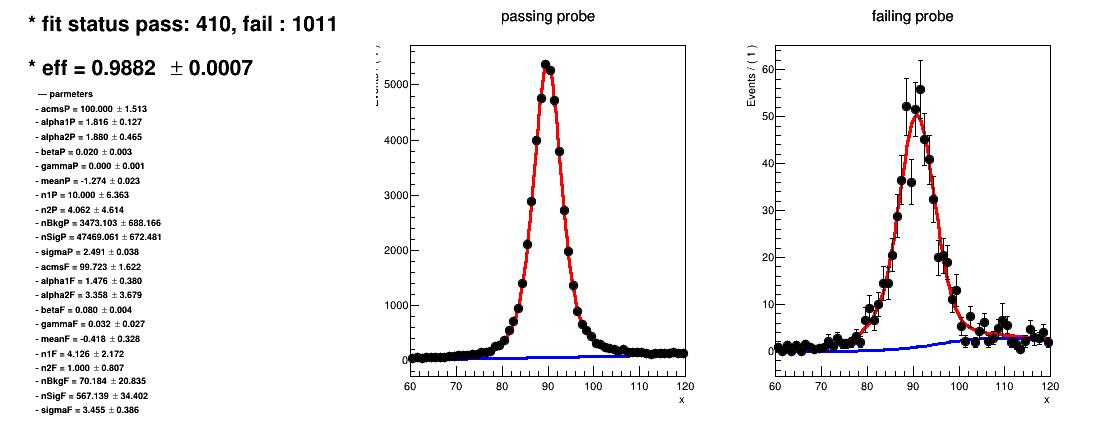 * fit status pass: 410, fail : 1011
* eff = 0.9882 ± 0.0007
--- parmeters
- acmsP = 100.000 ± 1.513
- alpha1P = 1.816 ± 0.127
- alpha2P = 1.880 ± 0.465
- betaP = 0.020 ± 0.003
- gammaP = 0.000 ± 0.001
- meanP = -1.274 ± 0.023
- n1P = 10.000 ± 6.363
- n2P = 4.062 ± 4.614
- nBkgP = 3473.103 ± 688.166
- nSigP = 47469.061 ± 672.481
- sigmaP = 2.491 ± 0.038
- acmsF = 99.723 ± 1.622
- alpha1F = 1.476 ± 0.380
- alpha2F = 3.358 ± 3.679
- betaF = 0.080 ± 0.004
- gammaF = 0.032 ± 0.027
- meanF = -0.418 ± 0.328
- n1F = 4.126 ± 2.172
- n2F = 1.000 ± 0.807
- nBkgF = 70.184 ± 20.835
- nSigF = 567.139 ± 34.402
- sigmaF = 3.455 ± 0.386
passing probe
5000
4000
3000
2000
1000
0
60 70 80 90 100 110 120
x
failing probe
Events / ( 1 )
60
50
40
30
20
10
0
60 70 80 90 100 110 120
x